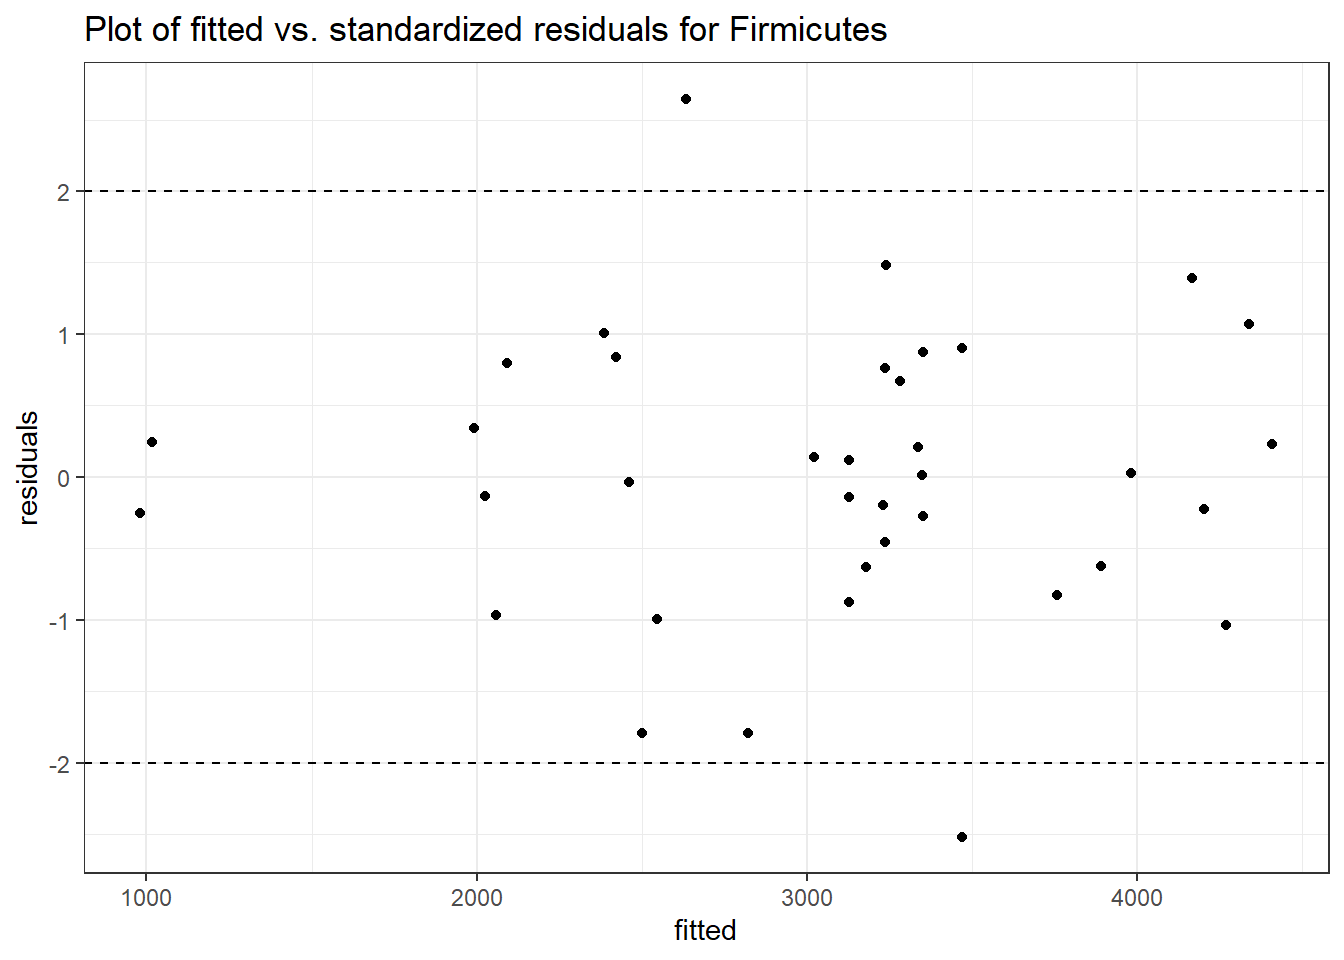 Plot of fitted vs. standardized residuals for Firmicutes
2
1
0
-1
-2
residuals
1000 2000 3000 4000
fitted